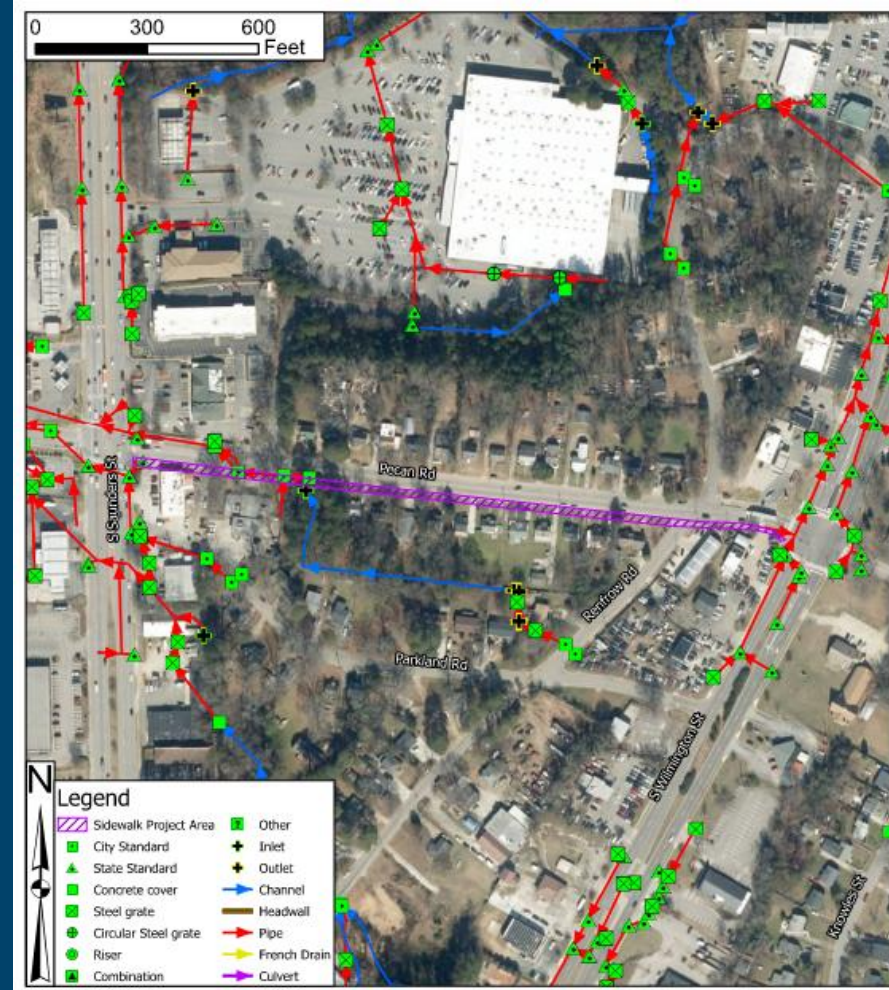 0 300 600
Feet
Pecan Rd
S Saunders St
Renfrow Rd
Parkland Rd
S Wilmington St
Knowles St
N
Legend
Sidewalk Project Area
City Standard
State Standard
Concrete cover
Steel grate
Circular Steel grate
Riser
Combination
Other
Inlet
Outlet
Channel
Headwall
Pipe
French Drain
Culvert